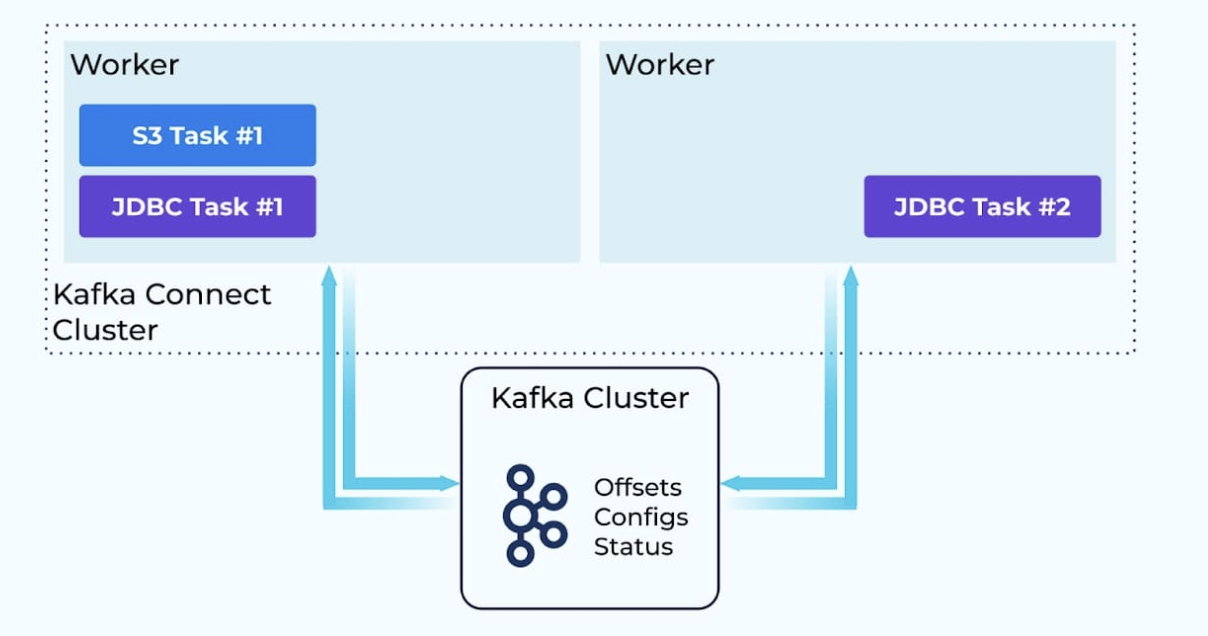 Worker
S3 Task #1
JDBC Task #1
Worker
JDBC Task #2
Kafka Connect
Cluster
Kafka Cluster
Offsets
Configs
Status